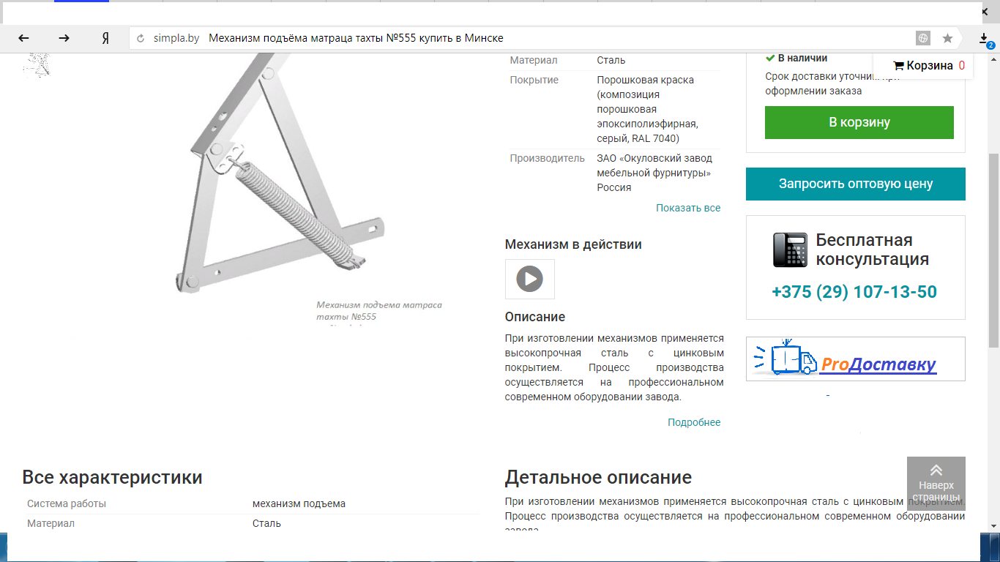 Я
simpla.by Механизм подъёма матраца тахты №555 купить в Минске
2
Корзина 0
Материал Сталь
Покрытие Порошковая краска
(композиция
порошковая
эпоксиполиэфирная,
серый, RAL 7040)
Производитель ЗАО «Окуловский завод
мебельной фурнитуры»
Россия
Показать все
Механизм подъема матраса
тахты №555
Механизм в действии
Описание
При изготовлении механизмов применяется
высокопрочная сталь с цинковым
покрытием. Процесс производства
осуществляется на профессиональном
современном оборудовании завода.
Подробнее
В наличии
Срок доставки уточним при
оформлении заказа
В корзину
Запросить оптовую цену
Бесплатная
консультация
+375 (29) 107-13-50
ProДоставку
Наверх
страницы
Все характеристики
Система работы механизм подъема
Материал Сталь
Детальное описание
При изготовлении механизмов применяется высокопрочная сталь с цинковым покрытием.
Процесс производства осуществляется на профессиональном современном оборудовании
завода.